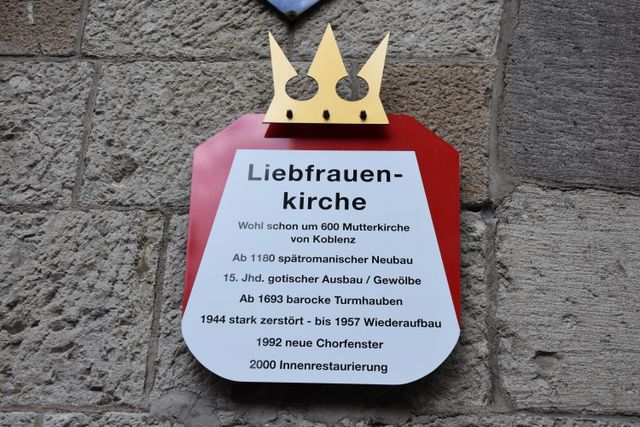 Liebfrauen-
kirche
Wohl schon um 600 Mutterkirche
von Koblenz
Ab 1180 spätromanischer Neubau
15. Jhd. gotischer Ausbau / Gewölbe
Ab 1693 barocke Turmhauben
1944 stark zerstört - bis 1957 Wiederaufbau
1992 neue Chorfenster
2000 Innenrestaurierung